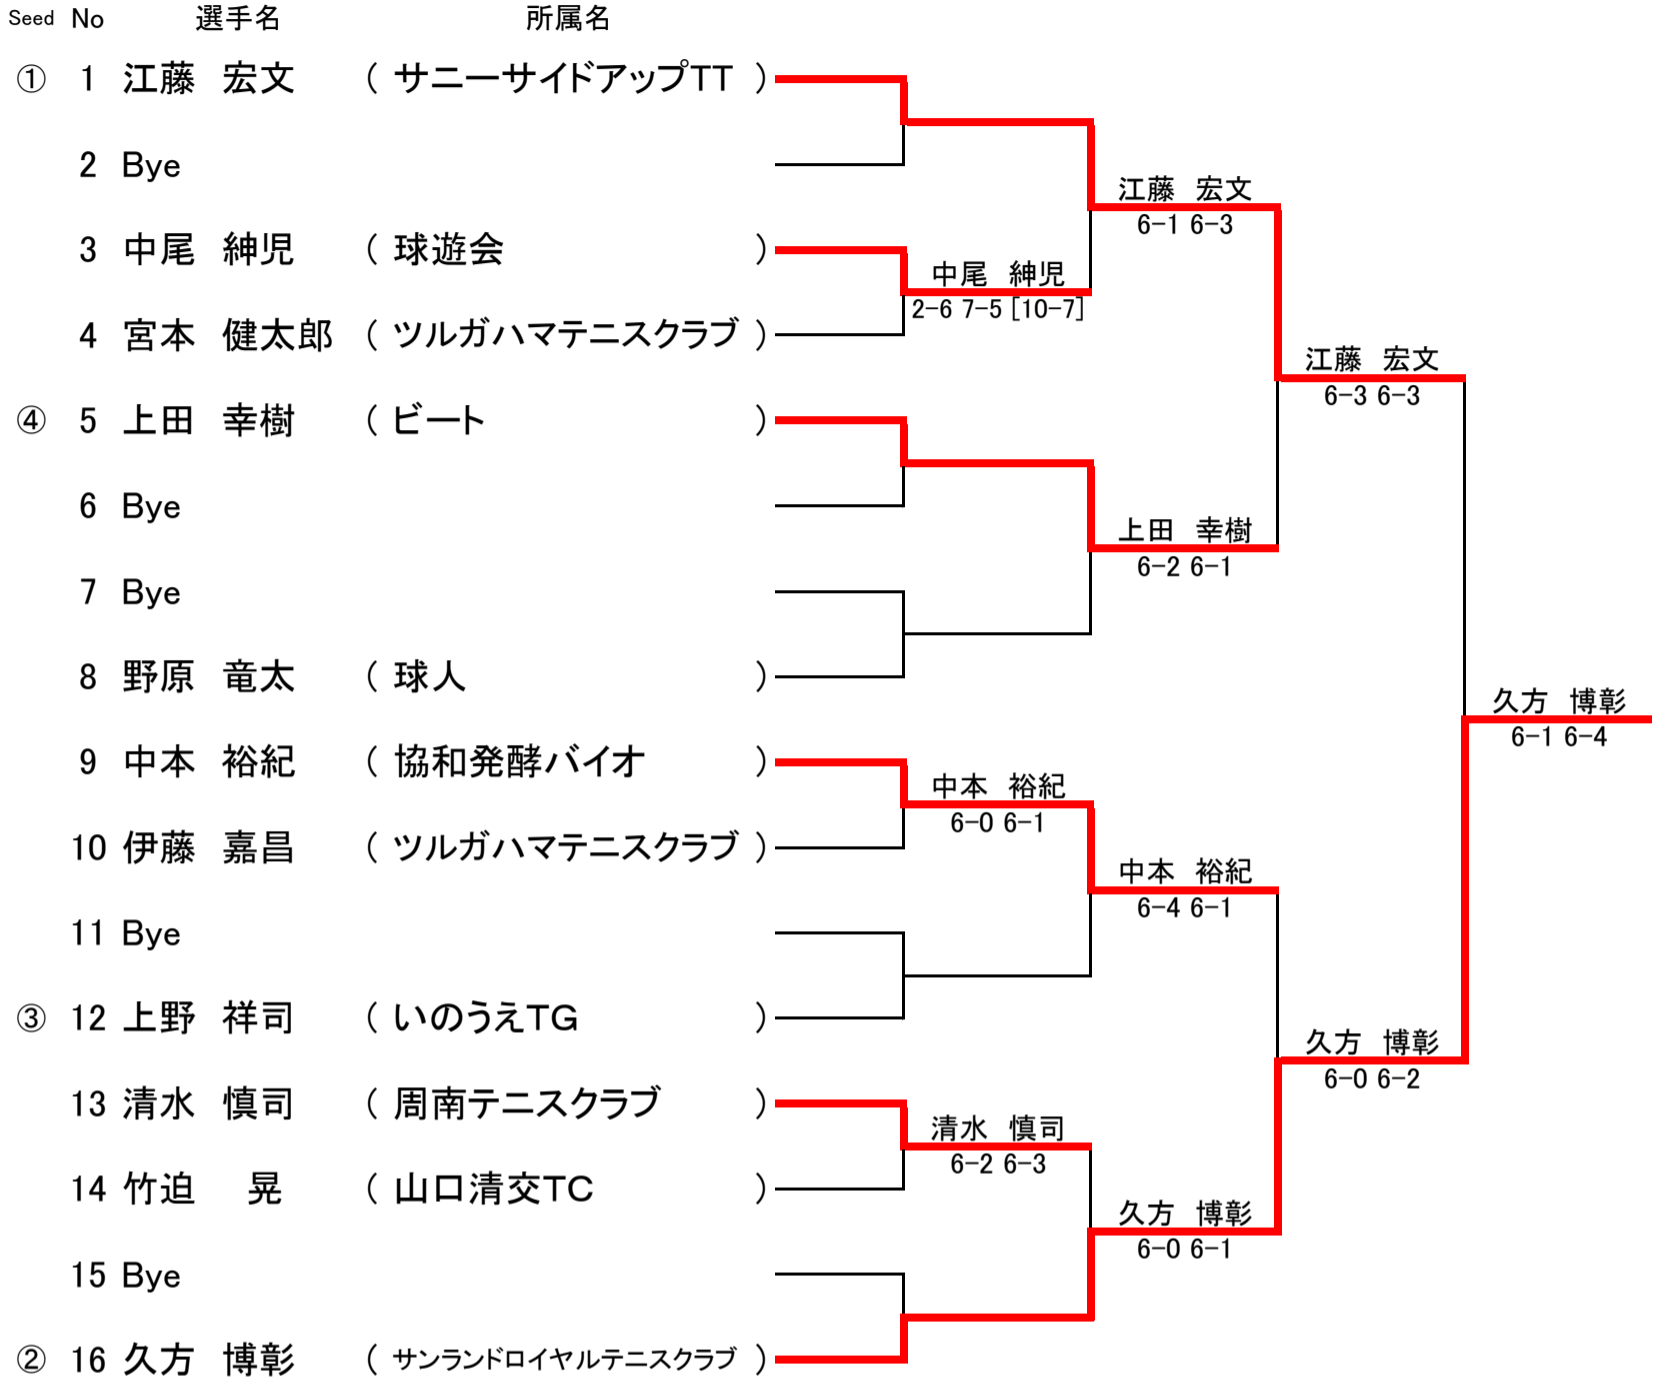 Seed No 選手名 所属名
① 1 江藤 宏文 ( サニーサイドアップTT )
2 Bye
江藤 宏文
6-1 6-3
3 中尾 紳児 ( 球遊会 )
中尾 紳児
2-6 7-5 [10-7]
4 宮本 健太郎 ( ツルガハマテニスクラブ )
江藤 宏文
6-3 6-3
④ 5 上田 幸樹 ( ビート )
6 Bye
上田 幸樹
6-2 6-1
7 Bye
8 野原 竜太 ( 球人 )
久方 博彰
6-1 6-4
9 中本 裕紀 ( 協和発酵バイオ )
中本 裕紀
6-0 6-1
10 伊藤 嘉昌 ( ツルガハマテニスクラブ )
中本 裕紀
6-4 6-1
11 Bye
③ 12 上野 祥司 ( いのうえTG )
久方 博彰
6-0 6-2
13 清水 慎司 ( 周南テニスクラブ )
清水 慎司
6-2 6-3
14 竹迫 晃 ( 山口清交TC )
久方 博彰
6-0 6-1
15 Bye
② 16 久方 博彰 ( サンランドロイヤルテニスクラブ )